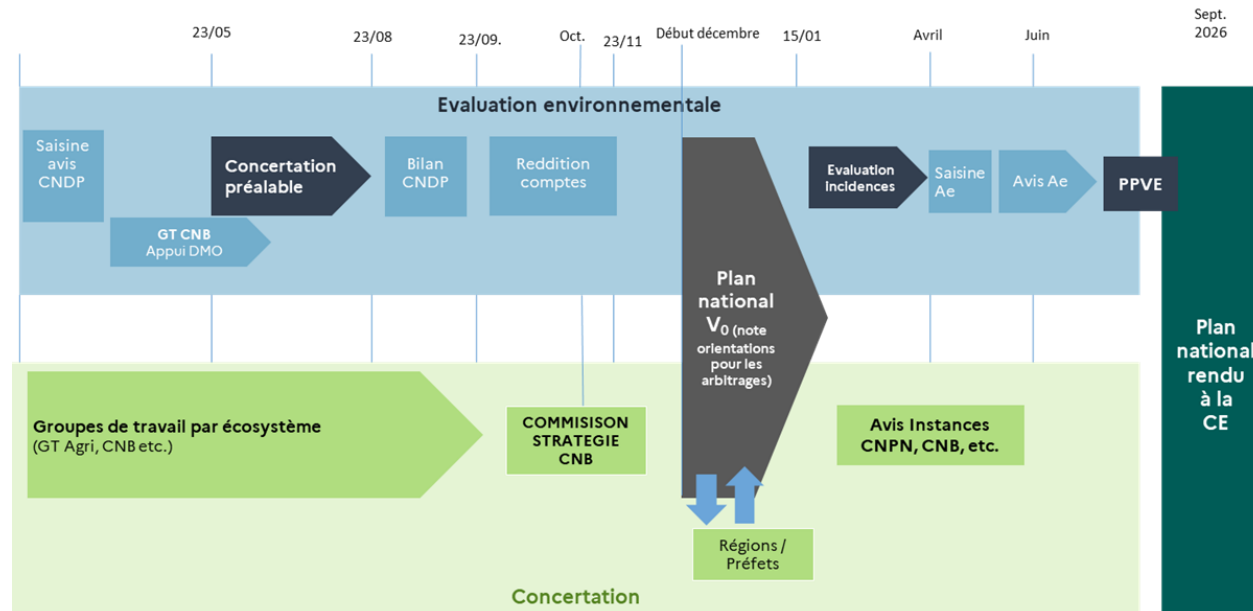 23/05
23/08
23/09.
Oct.
23/11
Début décembre
15/01
Avril
Juin
Sept.
2026
Evaluation environnementale
Saisine
avis
CNDP
GT CNB
Appui DMO
Concertation
préalable
Bilan
CNDP
Reddition
comptes
Plan
national
V0 (note
orientations
pour les
arbitrages)
Evaluation
incidences
Saisine
Ae
Avis Ae
PPVE
Plan
national
rendu
à la
CE
Groupes de travail par écosystème
(GT Agri, CNB etc.)
COMMISISON
STRATEGIE
CNB
Avis Instances
CNPN, CNB, etc.
Régions /
Préfets
Concertation